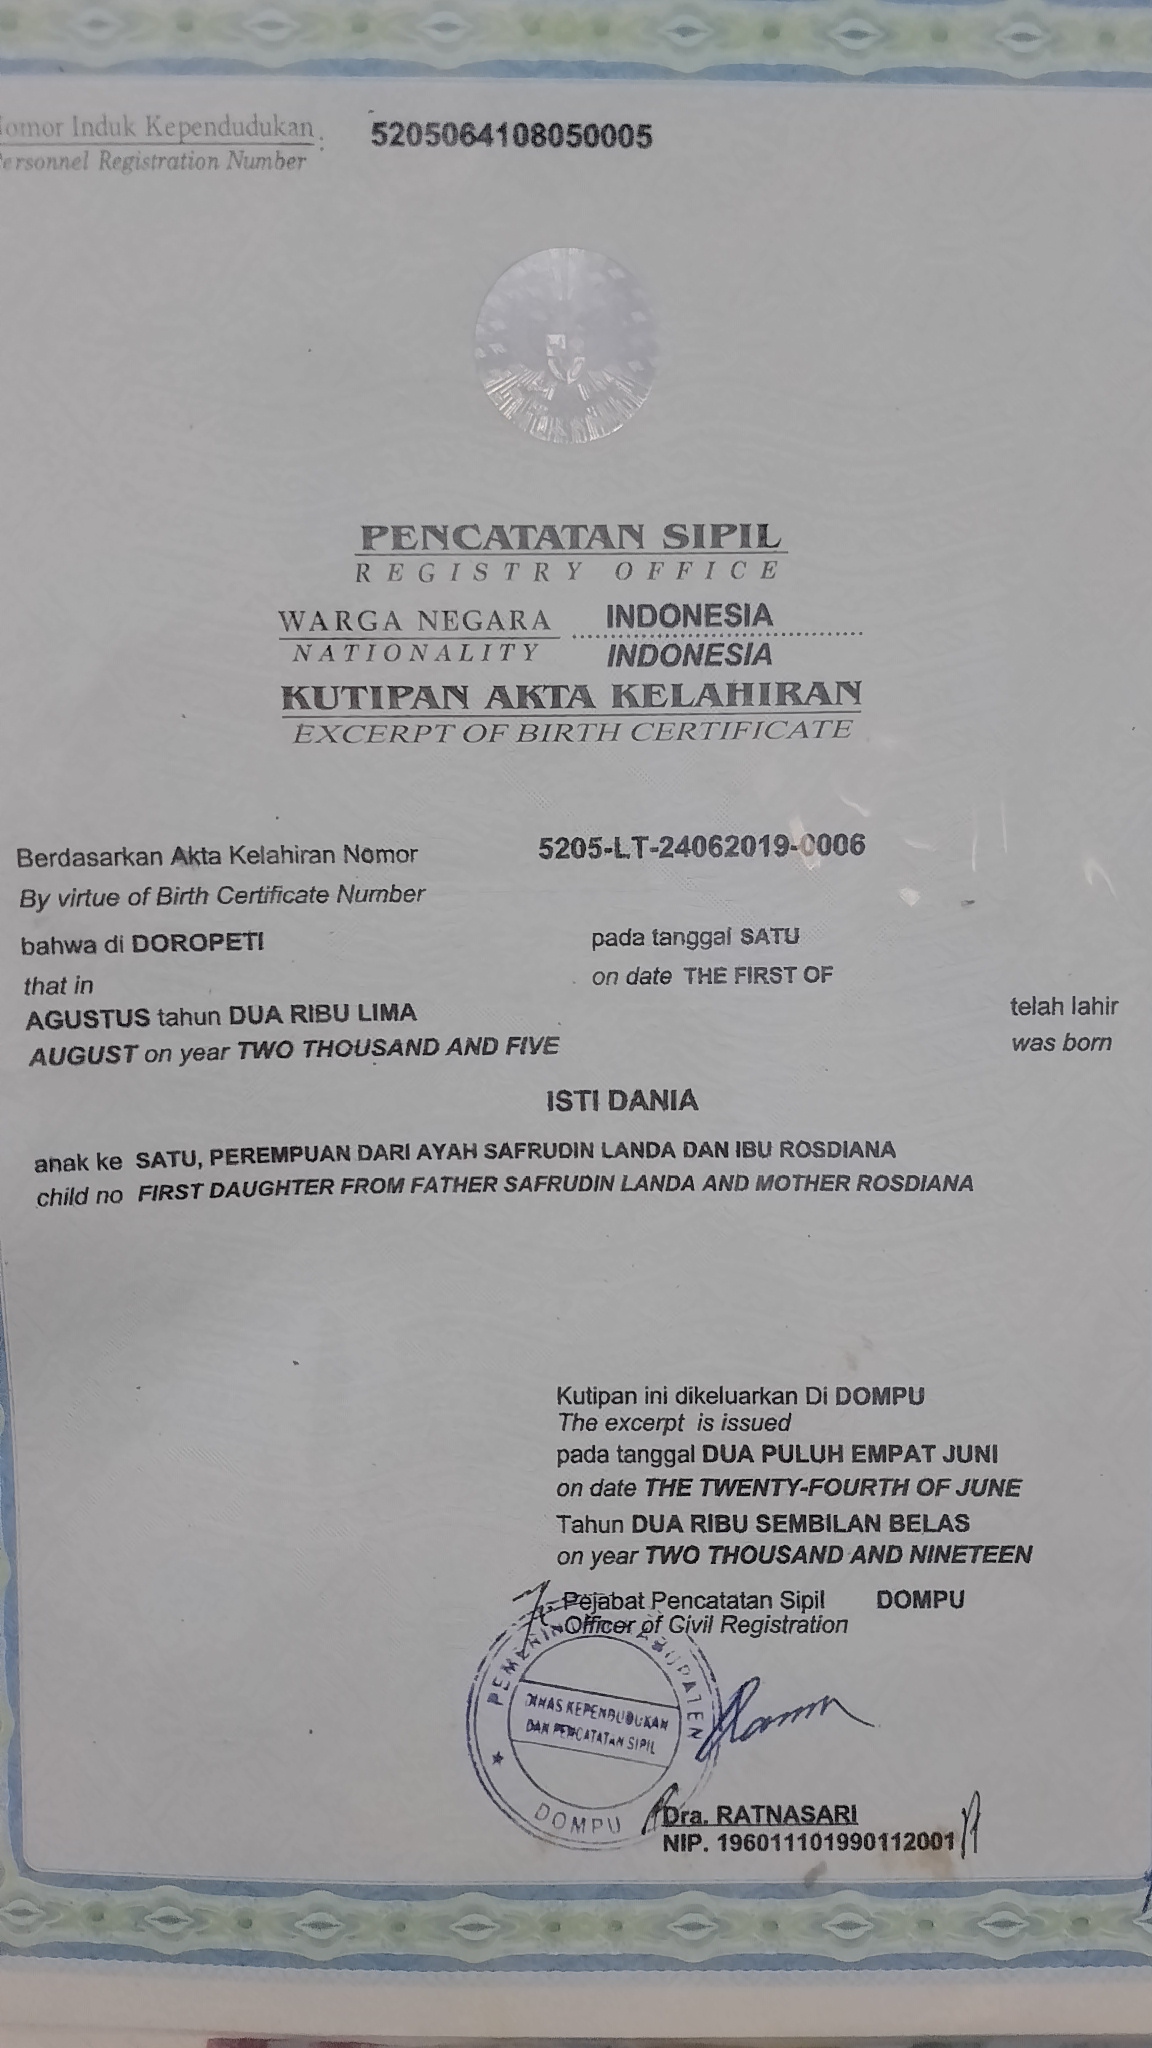 Nomor Induk Kependudukan : 5205064108050005
Personnel Registration Number
PENCATATAN SIPIL
REGISTRY OFFICE
WARGA NEGARA INDONESIA
NATIONALITY INDONESIA
KUTIPAN AKTA KELAHIRAN
EXCERPT OF BIRTH CERTIFICATE
Berdasarkan Akta Kelahiran Nomor 5205-LT-24062019-0006
By virtue of Birth Certificate Number
bahwa di DOROPETI pada tanggal SATU
that in on date THE FIRST OF
AGUSTUS tahun DUA RIBU LIMA telah lahir
AUGUST on year TWO THOUSAND AND FIVE was born
ISTI DANIA
anak ke SATU, PEREMPUAN DARI AYAH SAFRUDIN LANDA DAN IBU ROSDIANA
child no FIRST DAUGHTER FROM FATHER SAFRUDIN LANDA AND MOTHER ROSDIANA
Kutipan ini dikeluarkan Di DOMPU
The excerpt is issued
pada tanggal DUA PULUH EMPAT JUNI
on date THE TWENTY-FOURTH OF JUNE
Tahun DUA RIBU SEMBILAN BELAS
on year TWO THOUSAND AND NINETEEN
Pejabat Pencatatan Sipil DOMPU
Officer of Civil Registration
PEMERINTAH KABUPATEN
DINAS KEPENDUDUKAN
DAN PENCATATAN SIPIL
DOMPU
Dra. RATNASARI
NIP. 196011101990112001